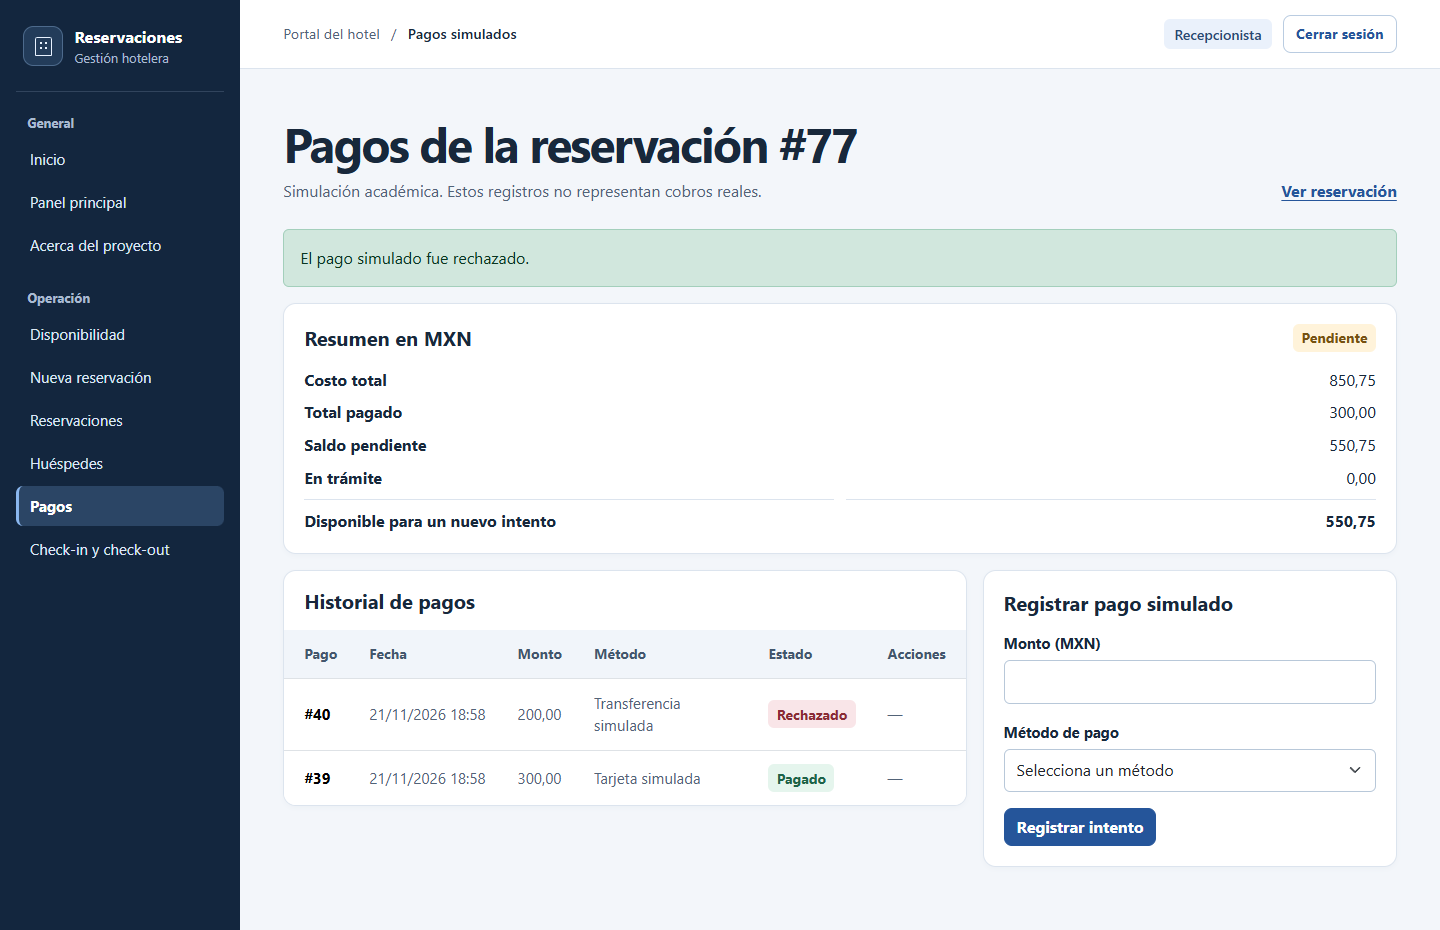 Reservaciones
Gestión hotelera
General
Inicio
Panel principal
Acerca del proyecto
Operación
Disponibilidad
Nueva reservación
Reservaciones
Huéspedes
Pagos
Check-in y check-out
Portal del hotel / Pagos simulados
Recepcionista
Cerrar sesión
Pagos de la reservación #77
Simulación académica. Estos registros no representan cobros reales.
Ver reservación
El pago simulado fue rechazado.
Resumen en MXN
Pendiente
Costo total 850,75
Total pagado 300,00
Saldo pendiente 550,75
En trámite 0,00
Disponible para un nuevo intento 550,75
Historial de pagos
Pago Fecha Monto Método Estado Acciones
#40 21/11/2026 18:58 200,00 Transferencia simulada Rechazado —
#39 21/11/2026 18:58 300,00 Tarjeta simulada Pagado —
Registrar pago simulado
Monto (MXN)
Método de pago
Selecciona un método
Registrar intento